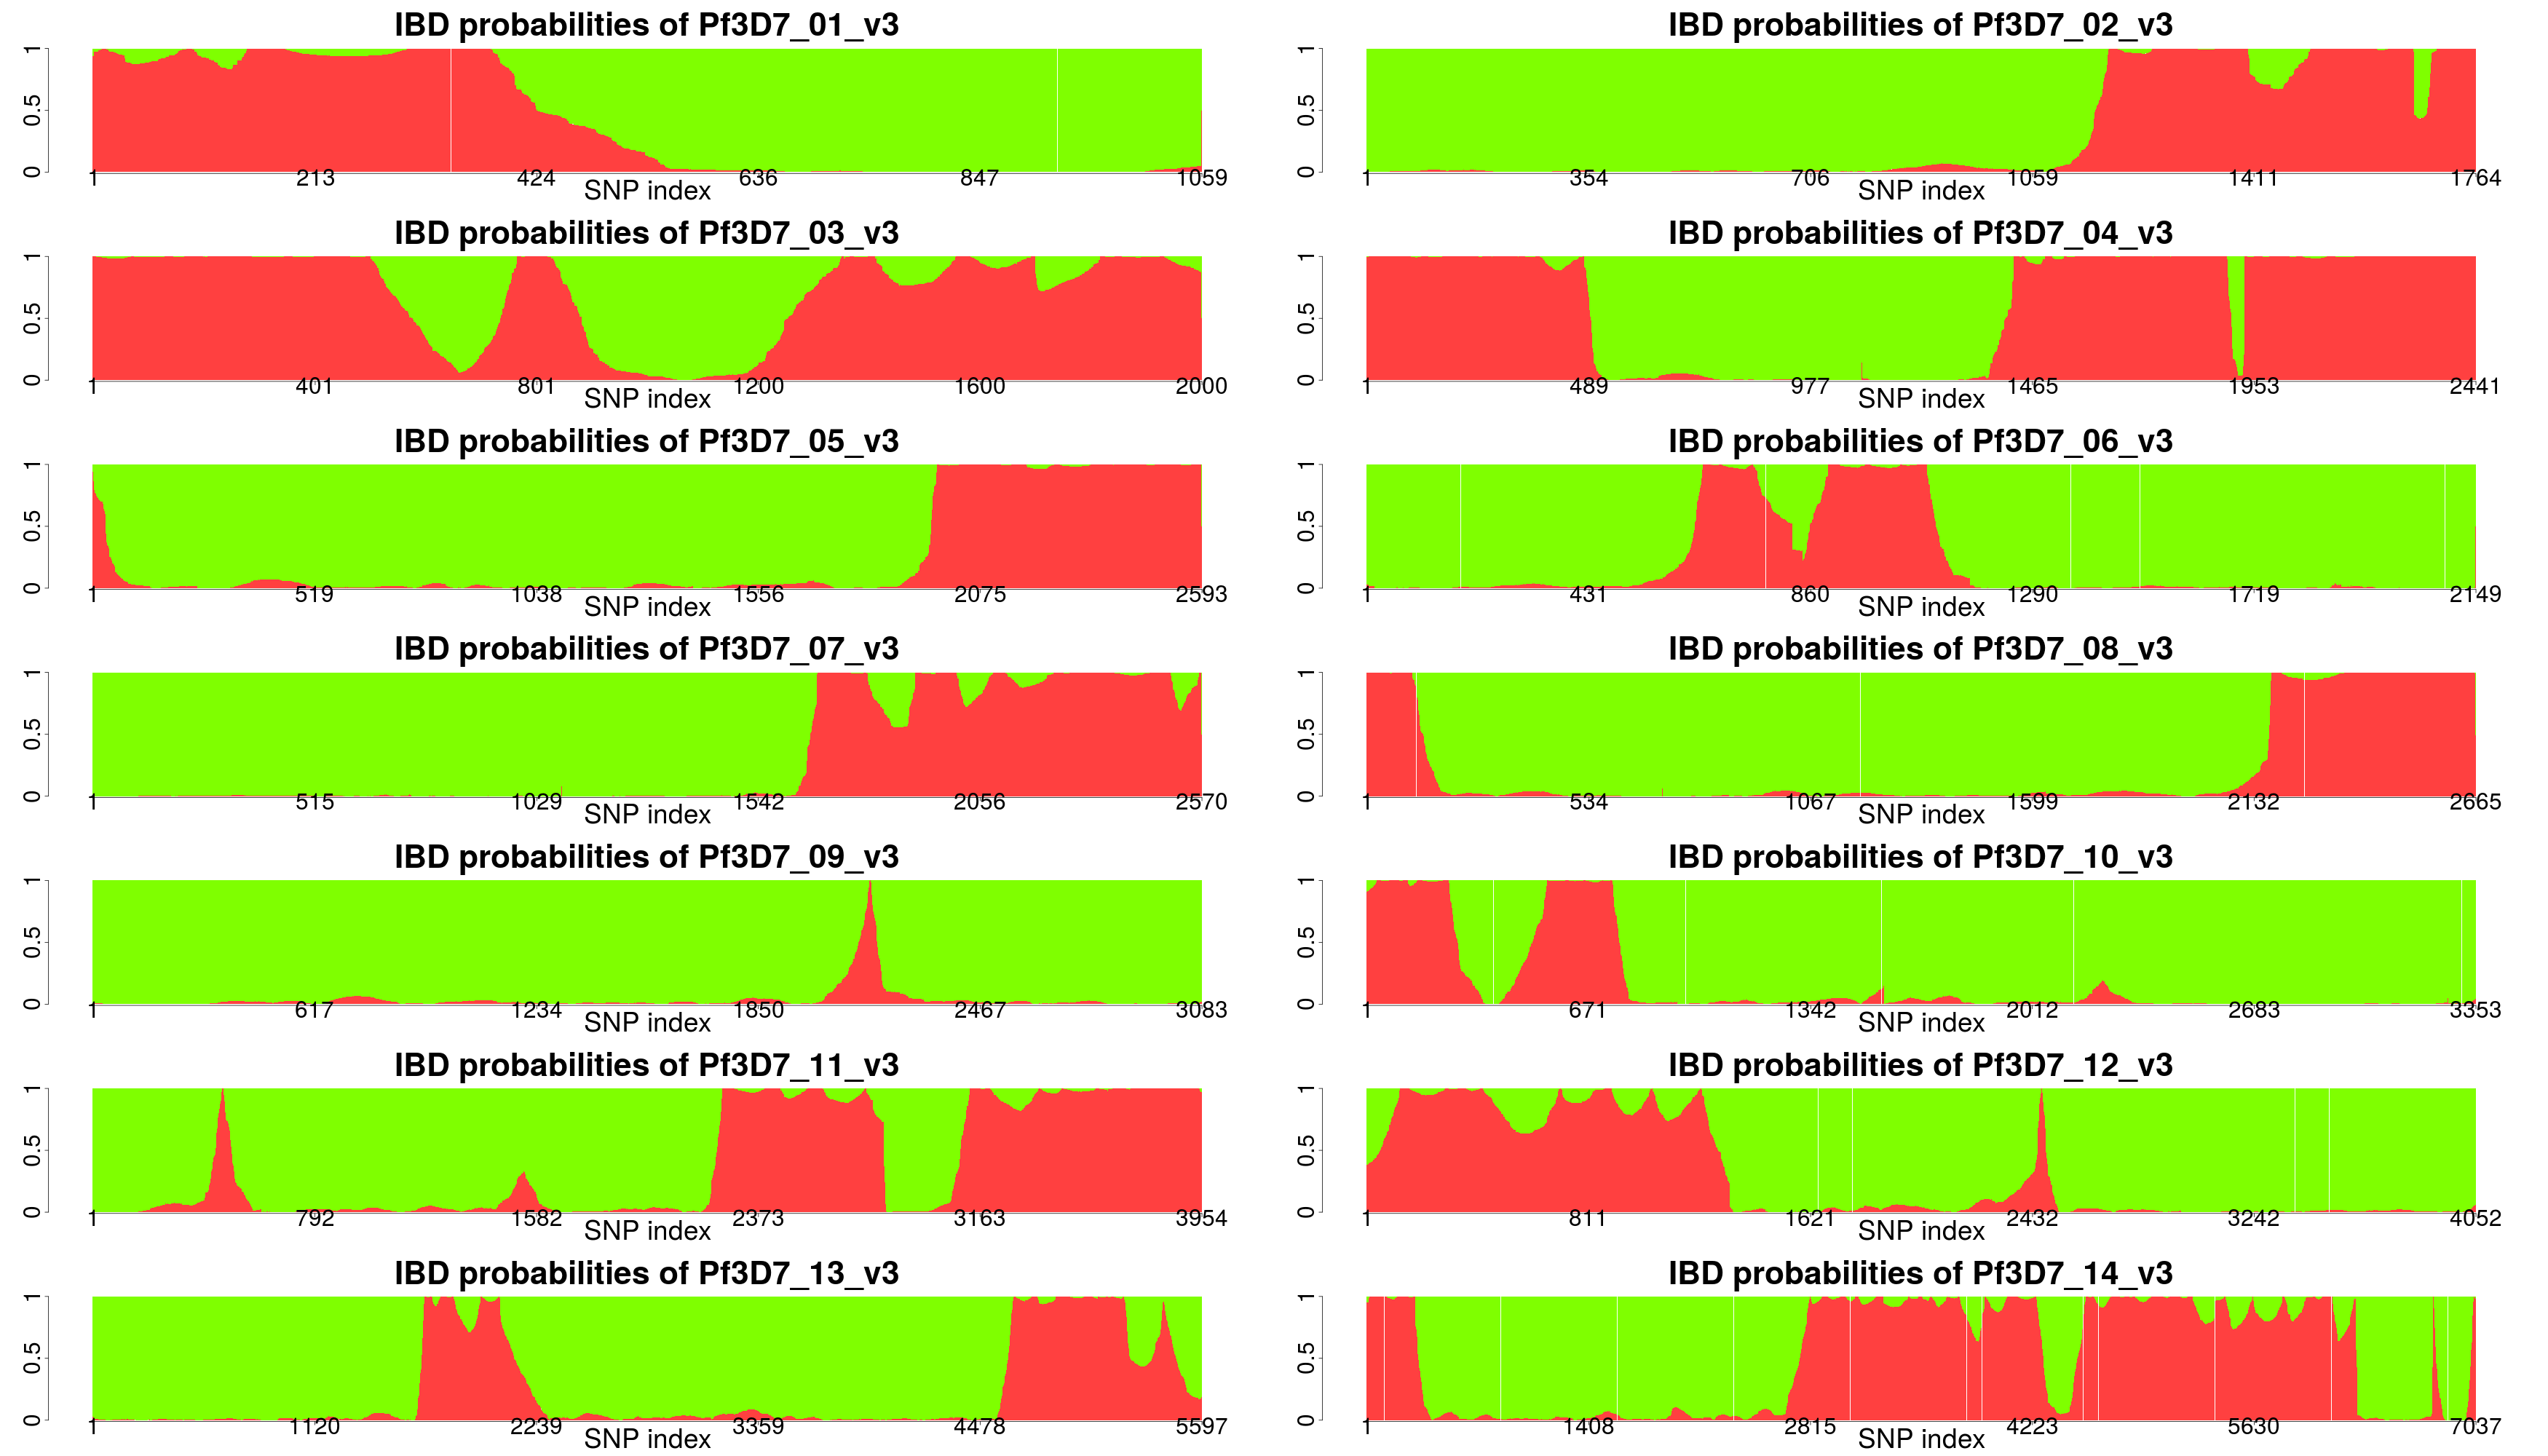 IBD probabilities of Pf3D7_01_v3
0 0.5 1
1 213 424 636 847 1059
SNP index
IBD probabilities of Pf3D7_02_v3
0 0.5 1
1 354 706 1059 1411 1764
SNP index
IBD probabilities of Pf3D7_03_v3
0 0.5 1
1 401 801 1200 1600 2000
SNP index
IBD probabilities of Pf3D7_04_v3
0 0.5 1
1 489 977 1465 1953 2441
SNP index
IBD probabilities of Pf3D7_05_v3
0 0.5 1
1 519 1038 1556 2075 2593
SNP index
IBD probabilities of Pf3D7_06_v3
0 0.5 1
1 431 860 1290 1719 2149
SNP index
IBD probabilities of Pf3D7_07_v3
0 0.5 1
1 515 1029 1542 2056 2570
SNP index
IBD probabilities of Pf3D7_08_v3
0 0.5 1
1 534 1067 1599 2132 2665
SNP index
IBD probabilities of Pf3D7_09_v3
0 0.5 1
1 617 1234 1850 2467 3083
SNP index
IBD probabilities of Pf3D7_10_v3
0 0.5 1
1 671 1342 2012 2683 3353
SNP index
IBD probabilities of Pf3D7_11_v3
0 0.5 1
1 792 1582 2373 3163 3954
SNP index
IBD probabilities of Pf3D7_12_v3
0 0.5 1
1 811 1621 2432 3242 4052
SNP index
IBD probabilities of Pf3D7_13_v3
0 0.5 1
1 1120 2239 3359 4478 5597
SNP index
IBD probabilities of Pf3D7_14_v3
0 0.5 1
1 1408 2815 4223 5630 7037
SNP index